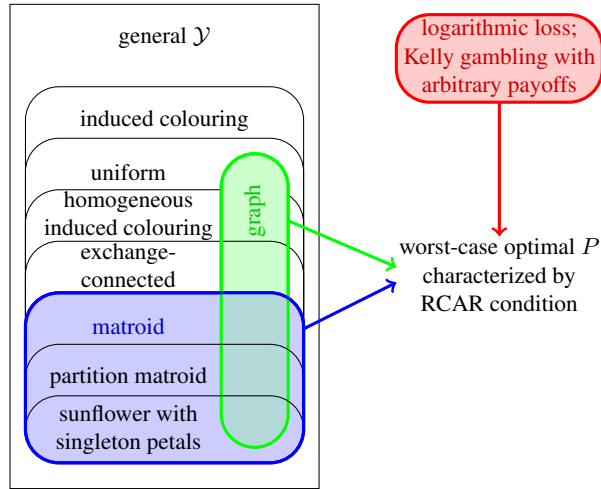 general 𝒴
induced colouring
uniform
homogeneous
induced colouring
exchange-
connected
matroid
partition matroid
sunflower with
singleton petals
graph
logarithmic loss;
Kelly gambling with
arbitrary payoffs
worst-case optimal P
characterized by
RCAR condition